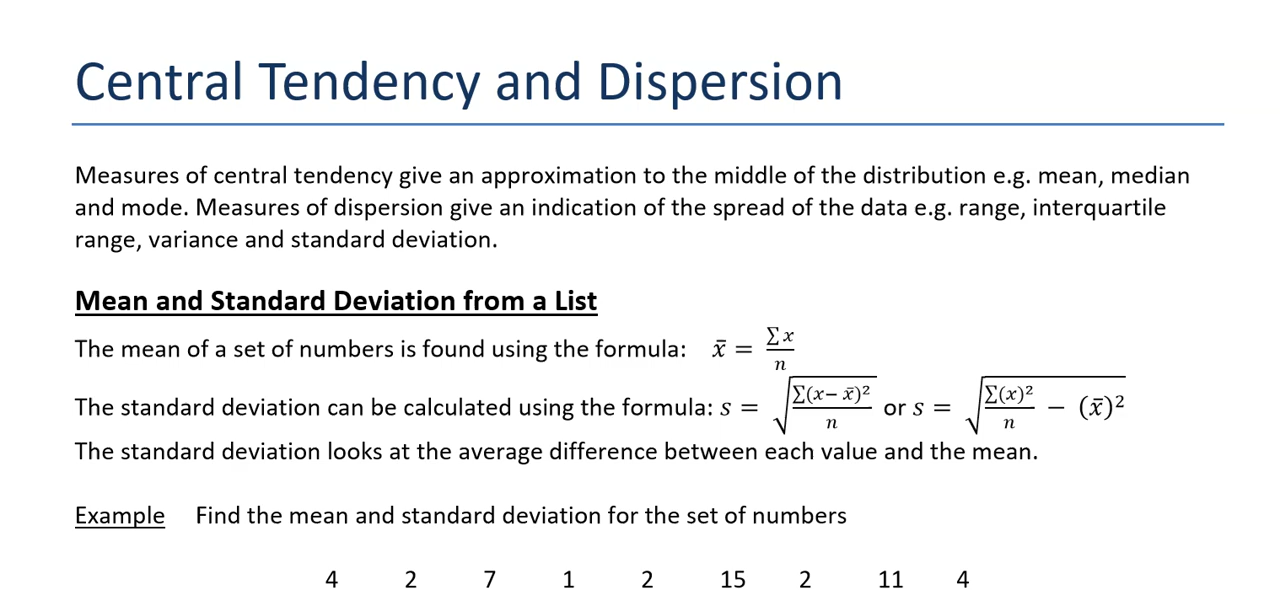 Central Tendency and Dispersion
Measures of central tendency give an approximation to the middle of the distribution e.g. mean, median
and mode. Measures of dispersion give an indication of the spread of the data e.g. range, interquartile
range, variance and standard deviation.
Mean and Standard Deviation from a List
The mean of a set of numbers is found using the formula: x̄ = ∑x/n
The standard deviation can be calculated using the formula: s = √(∑(x− x̄)²/n) or s = √(∑(x)²/n − (x̄)²)
The standard deviation looks at the average difference between each value and the mean.
Example Find the mean and standard deviation for the set of numbers
4 2 7 1 2 15 2 11 4